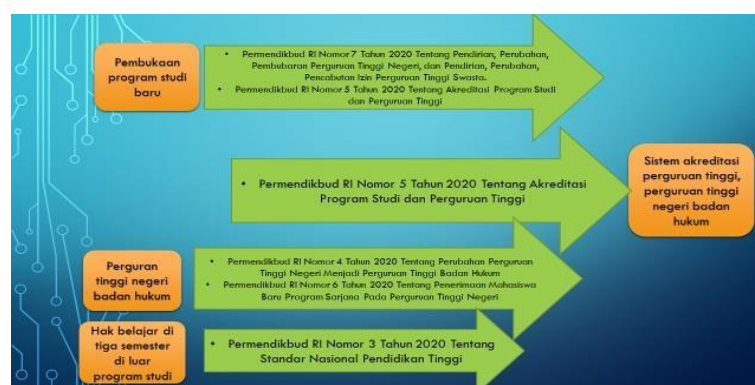 Pembukaan
program studi
baru
• Permendikbud RI Nomor 7 Tahun 2020 Tentang Pendirian, Perubahan,
Pembubaran Perguruan Tinggi Negeri, dan Pendirian, Perubahan,
Pencabutan Izin Perguruan Tinggi Swasta.
• Permendikbud RI Nomor 5 Tahun 2020 Tentang Akreditasi Program Studi
dan Perguruan Tinggi
• Permendikbud RI Nomor 5 Tahun 2020 Tentang Akreditasi
Program Studi dan Perguruan Tinggi
Sistem akreditasi
perguruan tinggi,
perguruan tinggi
negeri badan
hukum
Perguran
tinggi negeri
badan hukum
• Permendikbud RI Nomor 4 Tahun 2020 Tentang Perubahan Perguruan
Tinggi Negeri Menjadi Perguruan Tinggi Badan Hukum
• Permendikbud RI Nomor 6 Tahun 2020 Tentang Penerimaan Mahasiswa
Baru Program Sarjana Pada Perguruan Tinggi Negeri
Hak belajar di
tiga semester
di luar
program studi
• Permendikbud RI Nomor 3 Tahun 2020 Tentang
Standar Nasional Pendidikan Tinggi